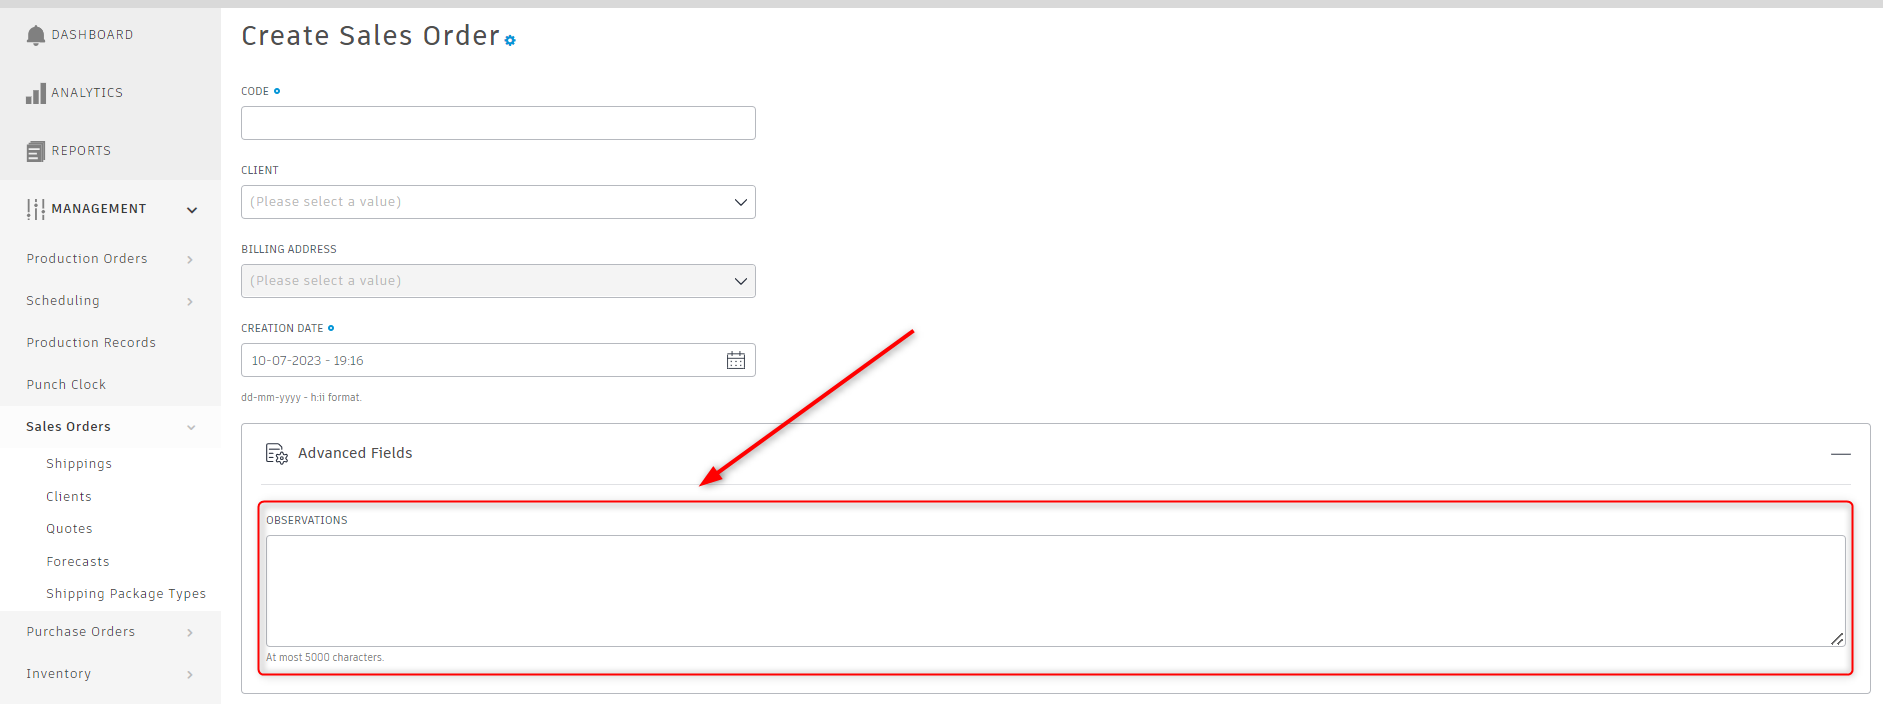 DASHBOARD
ANALYTICS
REPORTS
MANAGEMENT
Production Orders
Scheduling
Production Records
Punch Clock
Sales Orders
Shippings
Clients
Quotes
Forecasts
Shipping Package Types
Purchase Orders
Inventory
Create Sales Order
CODE
CLIENT
(Please select a value)
BILLING ADDRESS
(Please select a value)
CREATION DATE
10-07-2023 - 19:16
dd-mm-yyyy - h:ii format.
Advanced Fields
OBSERVATIONS
At most 5000 characters.